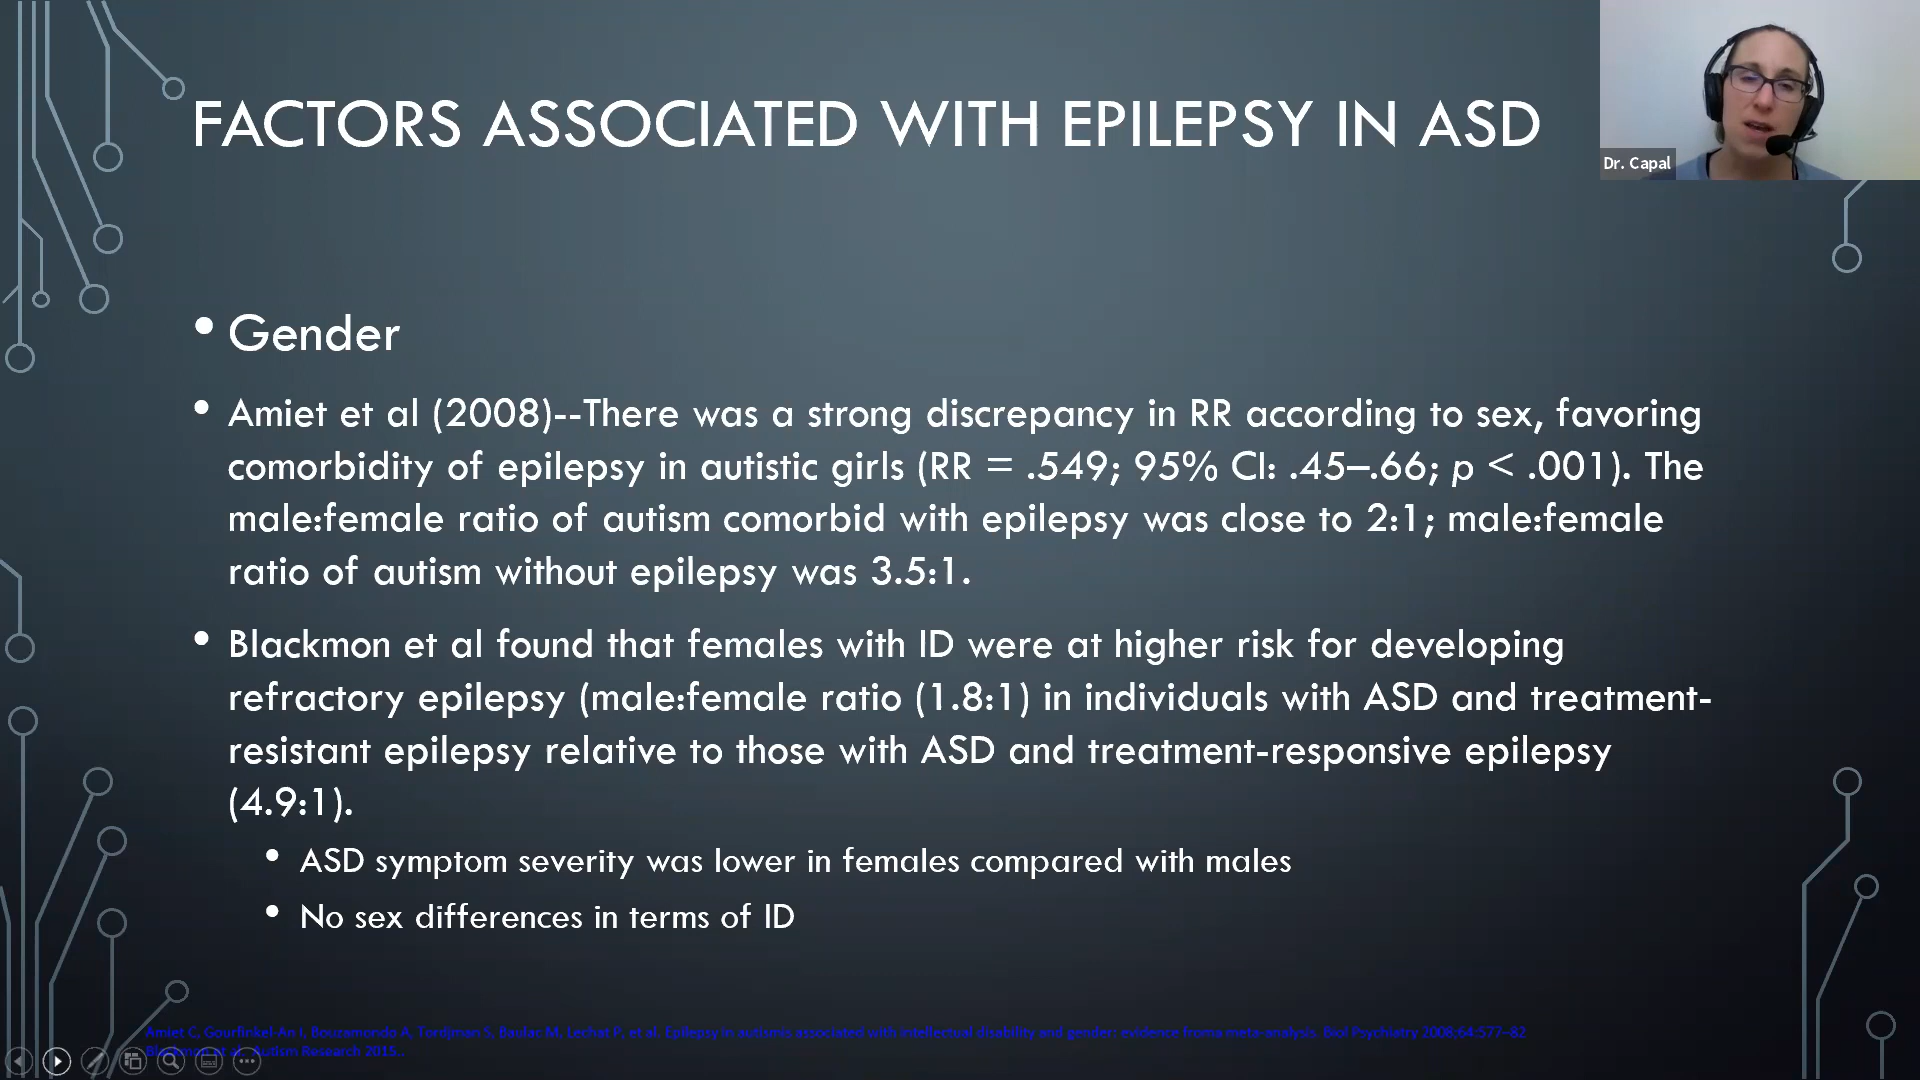 FACTORS ASSOCIATED WITH EPILEPSY IN ASD
Dr. Capal
• Gender
• Amiet et al (2008)--There was a strong discrepancy in RR according to sex, favoring
comorbidity of epilepsy in autistic girls (RR = .549; 95% CI: .45–.66; p < .001). The
male:female ratio of autism comorbid with epilepsy was close to 2:1; male:female
ratio of autism without epilepsy was 3.5:1.
• Blackmon et al found that females with ID were at higher risk for developing
refractory epilepsy (male:female ratio (1.8:1) in individuals with ASD and treatment-
resistant epilepsy relative to those with ASD and treatment-responsive epilepsy
(4.9:1).
• ASD symptom severity was lower in females compared with males
• No sex differences in terms of ID
Amiet C, Gourfinkel-An I, Bouzamondo A, Tordjman S, Baulac M, Lechat P, et al. Epilepsy in autismis associated with intellectual disability and gender: evidence froma meta-analysis. Biol Psychiatry 2008;64:577–82
Blackmon et al. Autism Research 2015..